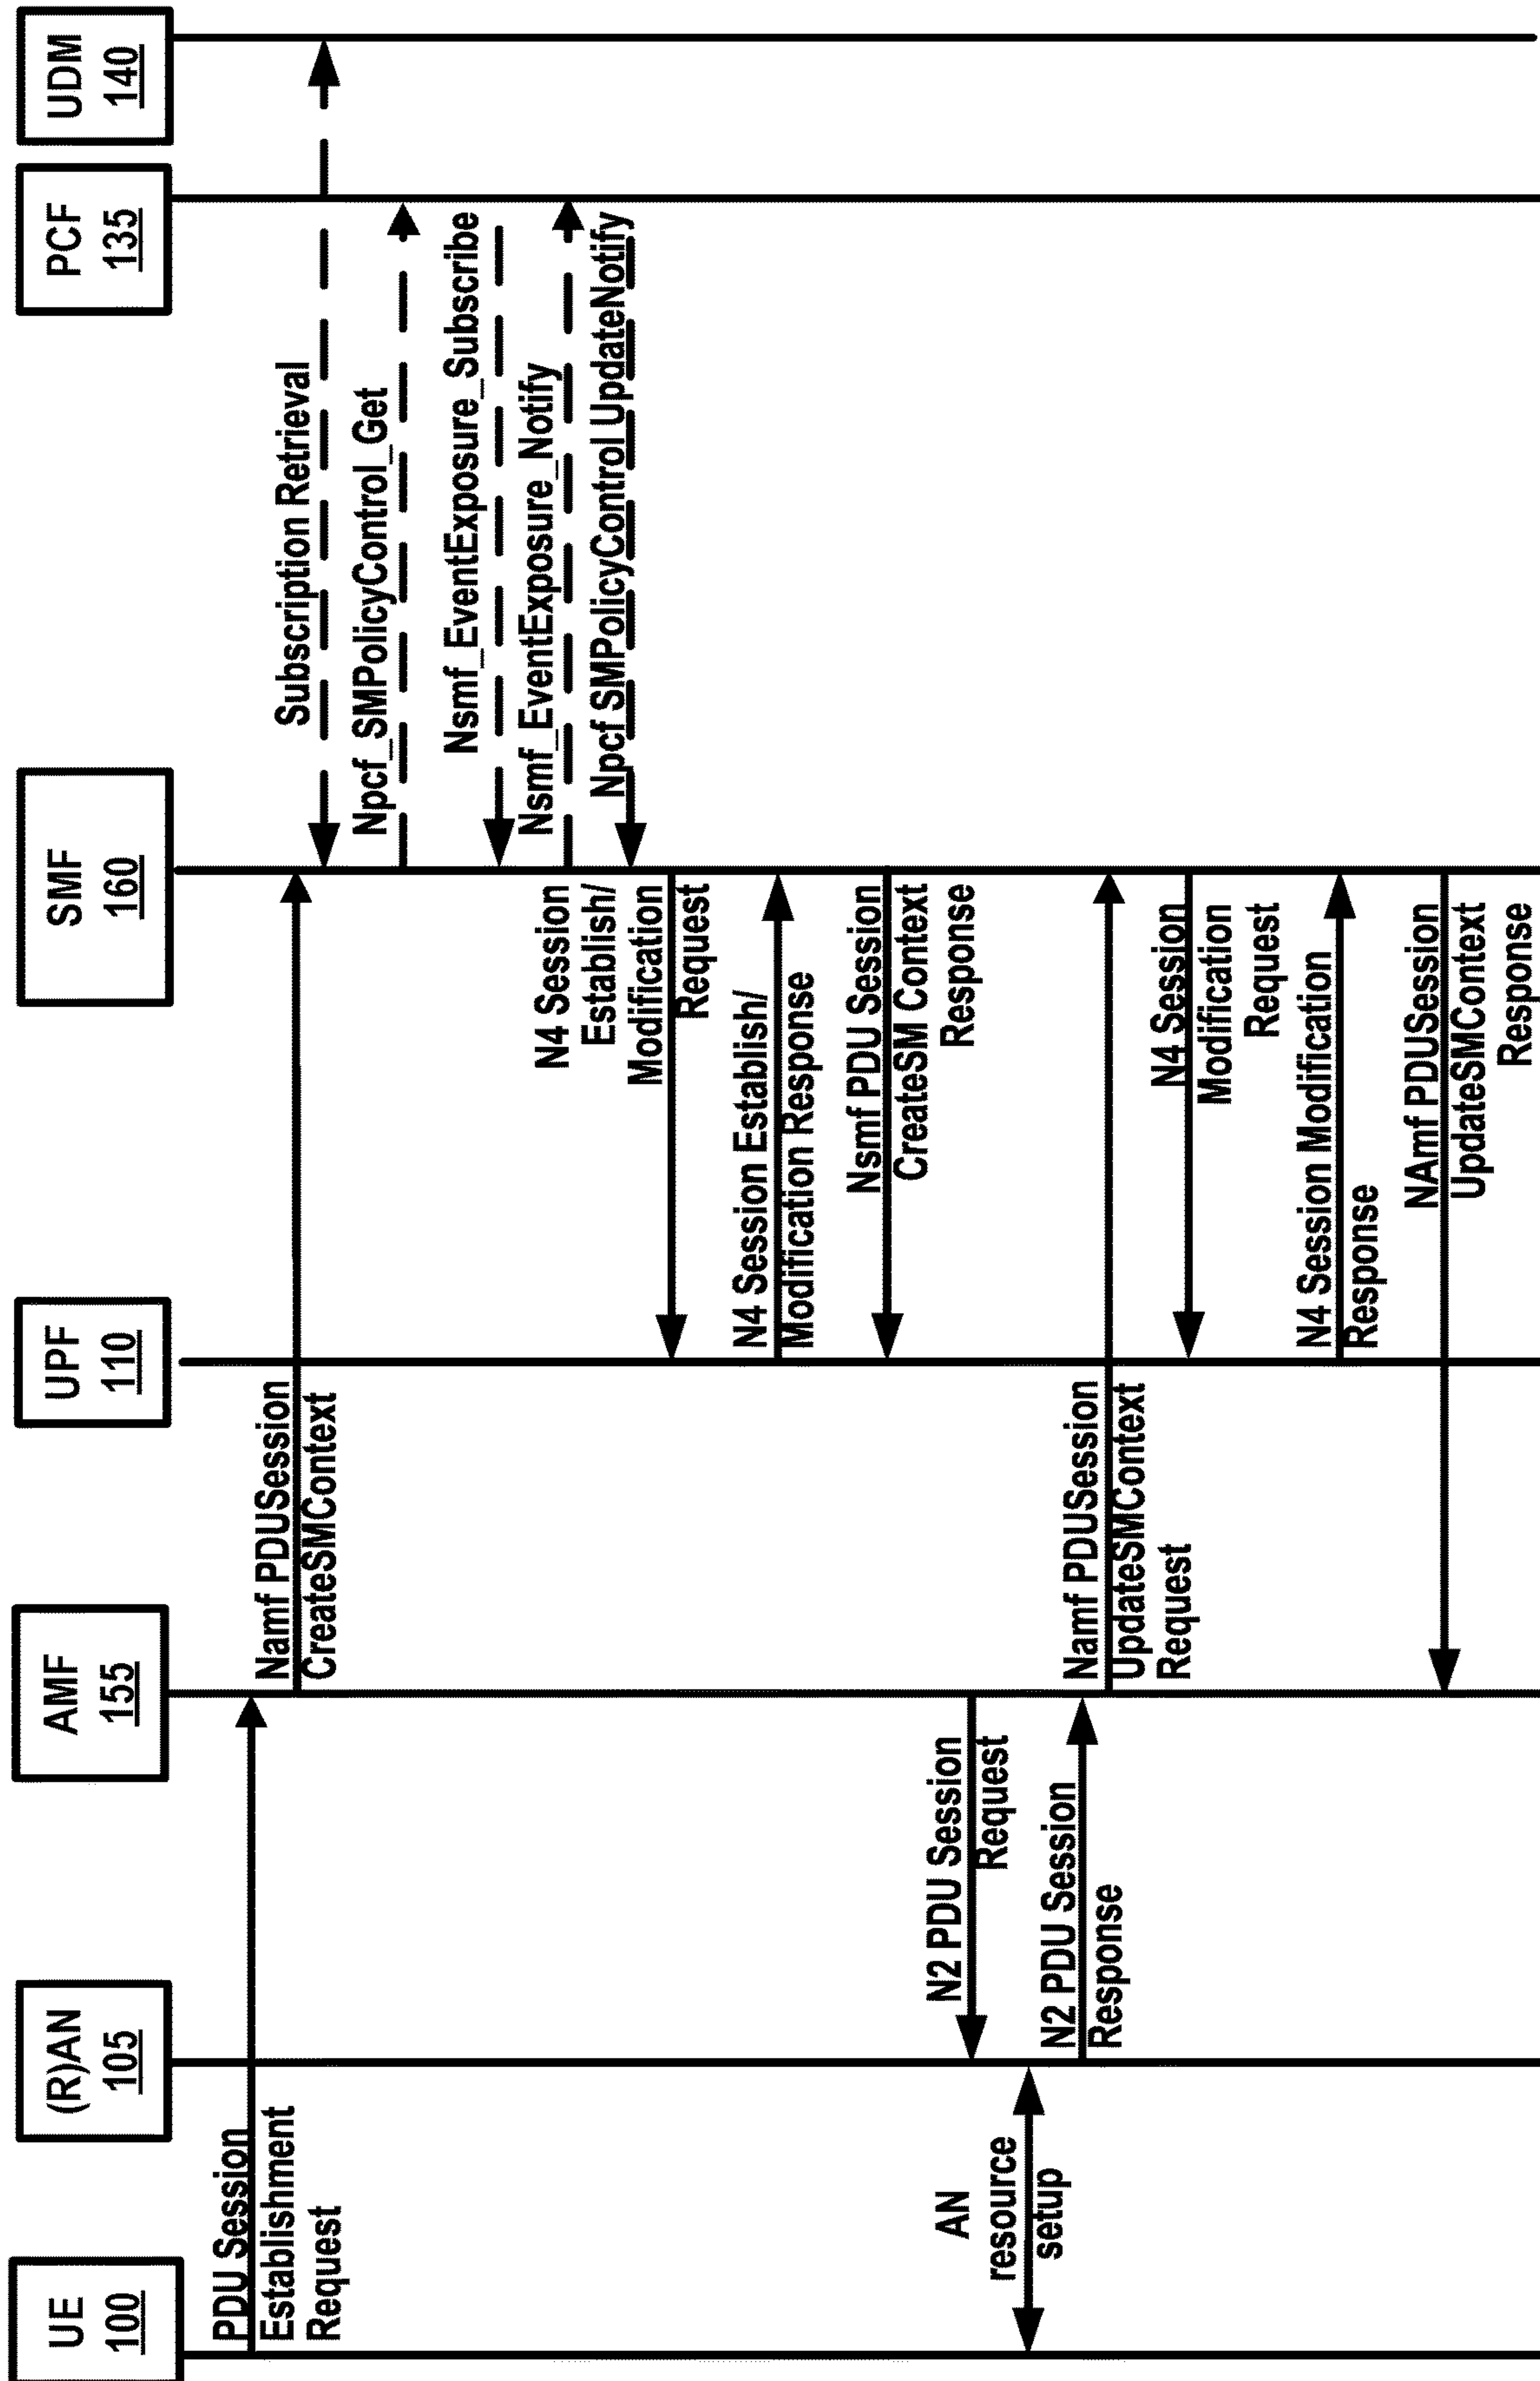 UE
100
(R)AN
105
AMF
155
UPF
110
SMF
160
PCF
135
UDM
140
PDU Session
Establishment
Request
Namf PDUSession
CreateSMContext
Subscription Retrieval
Npcf_SMPolicyControl_Get
Nsmf_EventExposure_Subscribe
Nsmf_EventExposure_Notify
Npcf SMPolicyControl UpdateNotify
N4 Session
Establish/
Modification
Request
N4 Session Establish/
Modification Response
Nsmf PDU Session
CreateSM Context
Response
N2 PDU Session
Request
AN
resource
setup
N2 PDU Session
Response
Namf PDUSession
UpdateSMContext
Request
N4 Session
Modification
Request
N4 Session Modification
Response
NAmf PDUSession
UpdateSMContext
Response